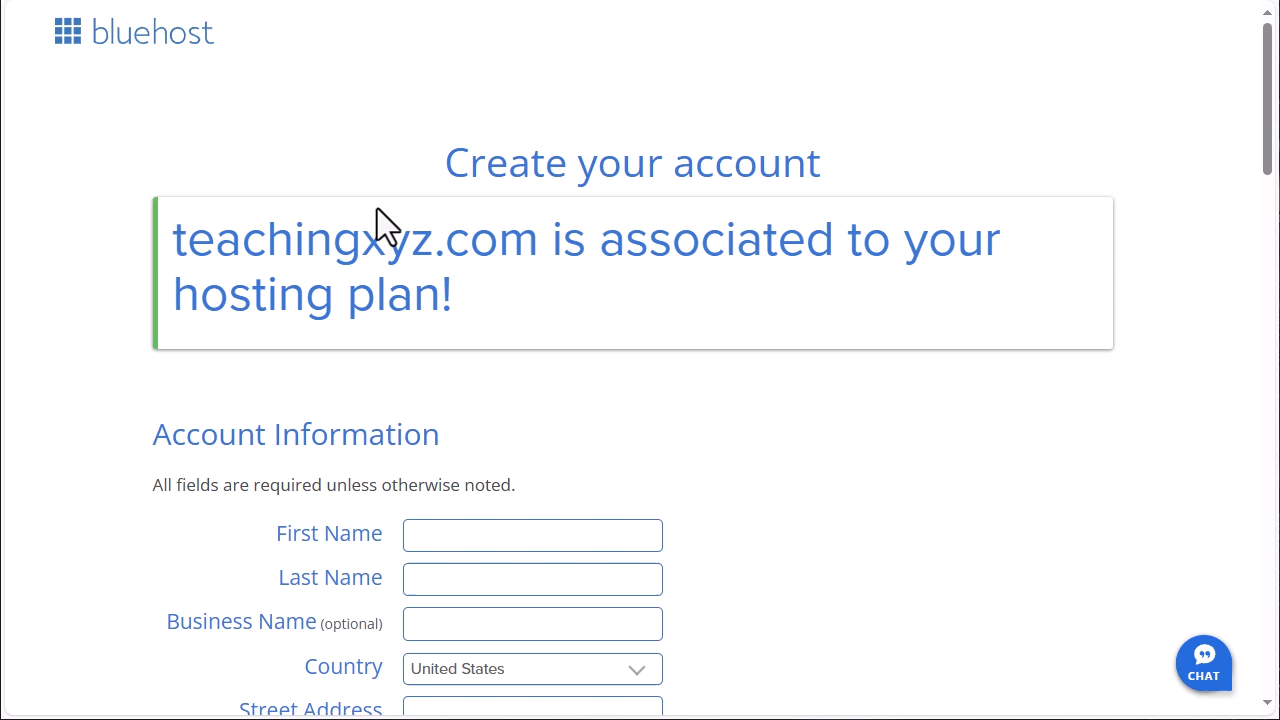 bluehost
Create your account
teachingxyz.com is associated to your
hosting plan!
Account Information
All fields are required unless otherwise noted.
First Name
Last Name
Business Name (optional)
Country United States
Street Address
CHAT